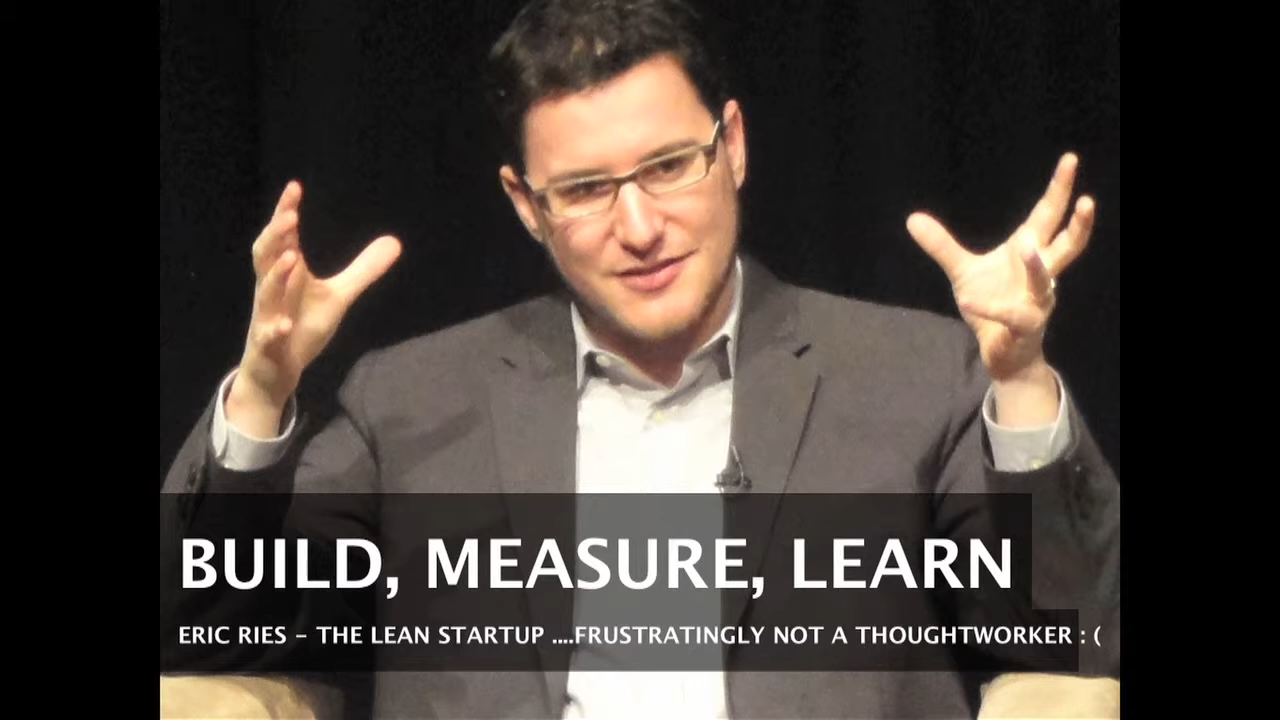 BUILD, MEASURE, LEARN
ERIC RIES – THE LEAN STARTUP ....FRUSTRATINGLY NOT A THOUGHTWORKER : (